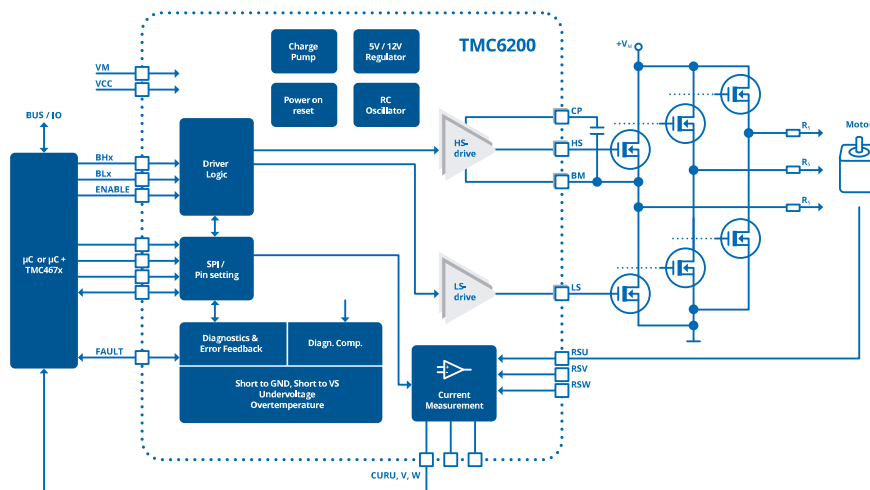 TMC6200
Charge
Pump
5V / 12V
Regulator
Power on
reset
RC
Oscillator
VM
VCC
BUS / IO
BHx
BLx
ENABLE
Driver
Logic
HS-
drive
CP
HS
BM
+V
M
R
R
R
Motor
µC or µC +
TMC467x
SPI /
Pin setting
LS-
drive
LS
FAULT
Diagnostics &
Error Feedback
Diagn. Comp.
Short to GND, Short to VS
Undervoltage
Overtemperature
Current
Measurement
RSU
RSV
RSW
CURU, V, W